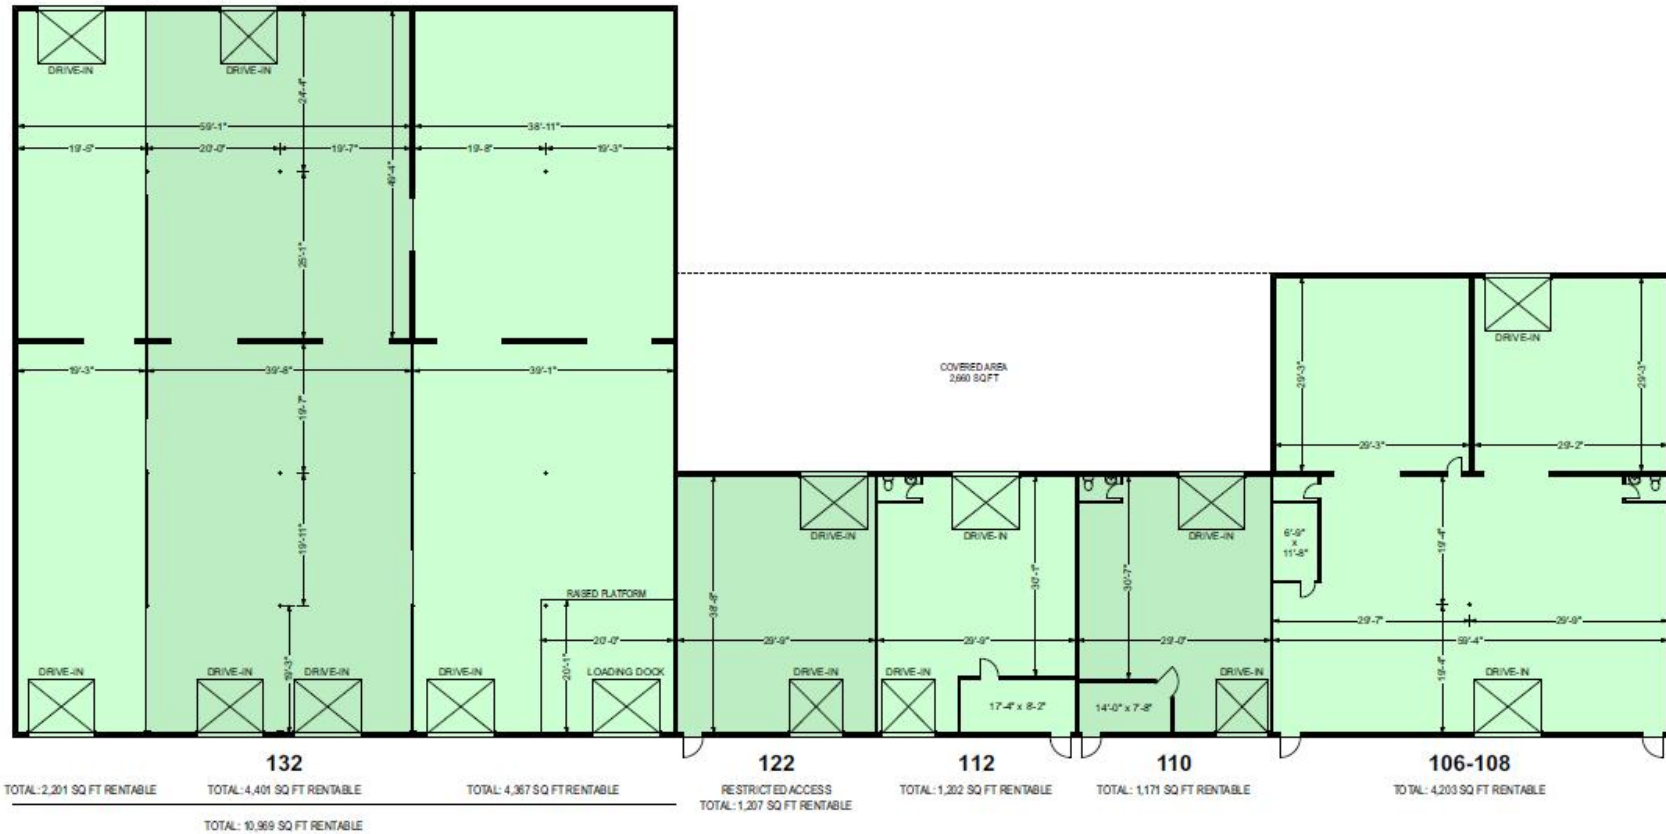 DRIVE-IN
DRIVE-IN
24'-4"
59'-1"
38'-11"
20'-0"
19'-7"
19'-8"
19'-3"
49'-4"
25'-1"
19'-3"
39'-8"
39'-1"
19'-7"
19'-11"
19'-3"
RAISED PLATFORM
20'-0"
20'-1"
DRIVE-IN
DRIVE-IN
DRIVE-IN
DRIVE-IN
LOADING DOCK
COVERED AREA
2,660 SQ FT
DRIVE-IN
38'-8"
29'-9"
DRIVE-IN
DRIVE-IN
30'-1"
29'-9"
DRIVE-IN
17'-4" x 8'-2"
DRIVE-IN
30'-7"
29'-0"
DRIVE-IN
14'-0" x 7'-8"
DRIVE-IN
29'-3"
29'-3"
29'-3"
29'-2"
6'-9"
x
11'-8"
19'-4"
29'-7"
29'-9"
59'-4"
19'-4"
DRIVE-IN
132
122
112
110
106-108
TOTAL: 2,201 SQ FT RENTABLE
TOTAL: 4,401 SQ FT RENTABLE
TOTAL: 4,367 SQ FT RENTABLE
RESTRICTED ACCESS
TOTAL: 1,207 SQ FT RENTABLE
TOTAL: 1,202 SQ FT RENTABLE
TOTAL: 1,171 SQ FT RENTABLE
TOTAL: 4,203 SQ FT RENTABLE
TOTAL: 10,969 SQ FT RENTABLE